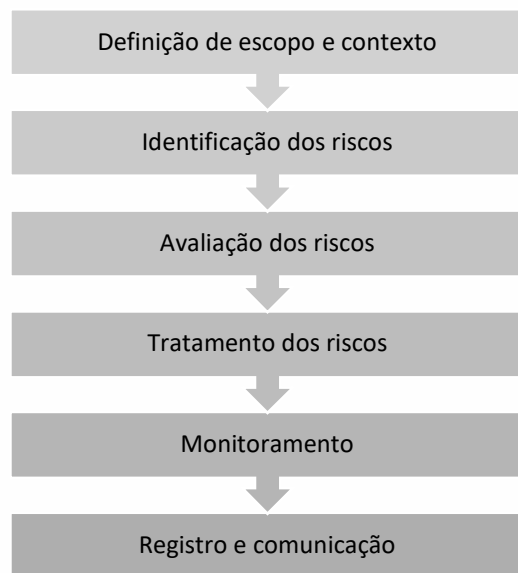 Definição de escopo e contexto
Identificação dos riscos
Avaliação dos riscos
Tratamento dos riscos
Monitoramento
Registro e comunicação